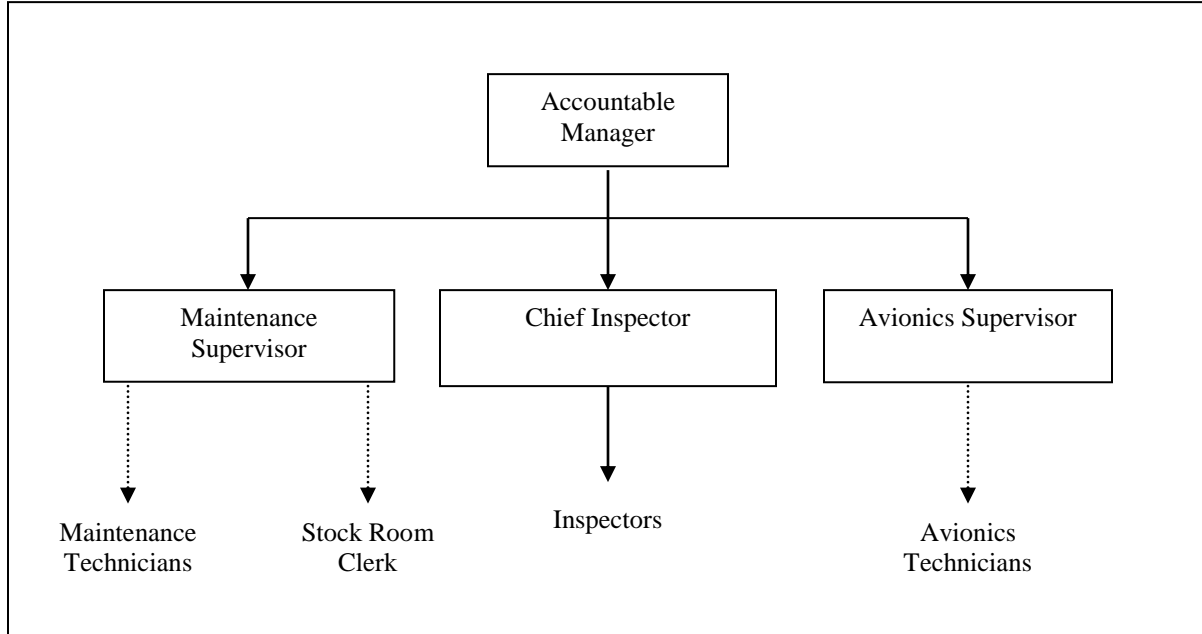 Accountable
Manager
Maintenance
Supervisor
Chief Inspector
Avionics Supervisor
Maintenance
Technicians
Stock Room
Clerk
Inspectors
Avionics
Technicians